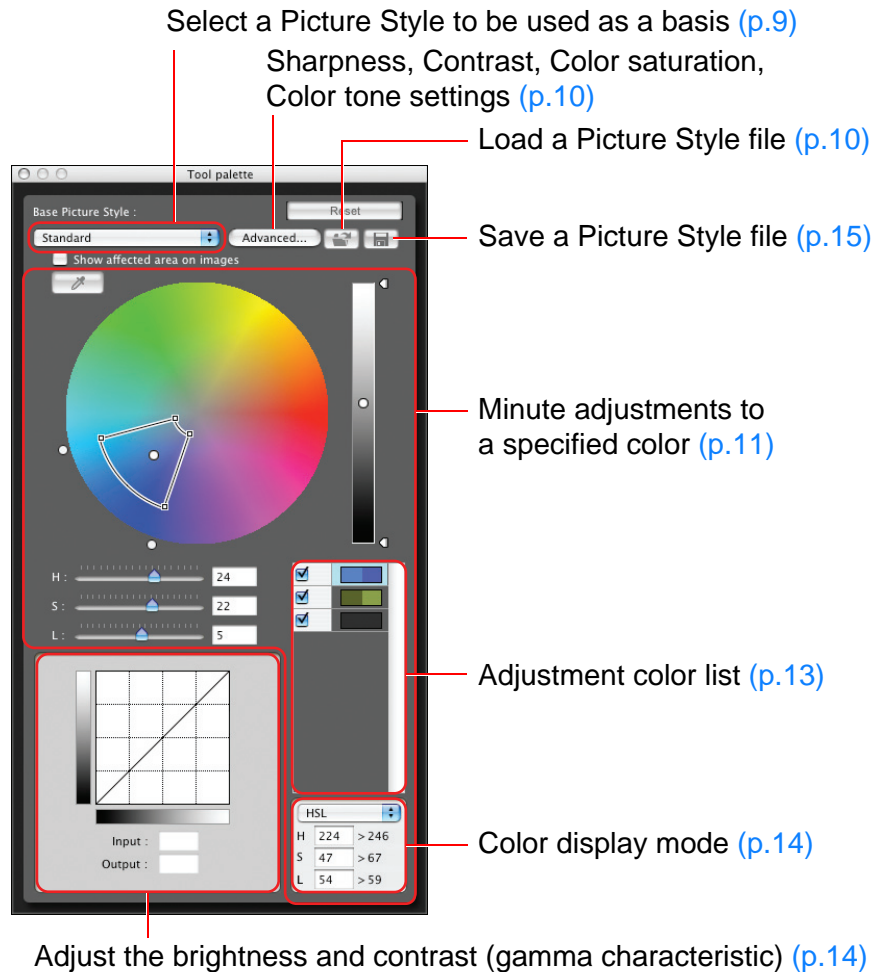 Select a Picture Style to be used as a basis (p.9)
Sharpness, Contrast, Color saturation,
Color tone settings (p.10)
Load a Picture Style file (p.10)
Tool palette
Base Picture Style :
Reset
Standard
Advanced...
Save a Picture Style file (p.15)
Show affected area on images
Minute adjustments to
a specified color (p.11)
H : 24
S : 22
L : 5
Adjustment color list (p.13)
HSL
H 224 > 246
S 47 > 67
L 54 > 59
Color display mode (p.14)
Input :
Output :
Adjust the brightness and contrast (gamma characteristic) (p.14)